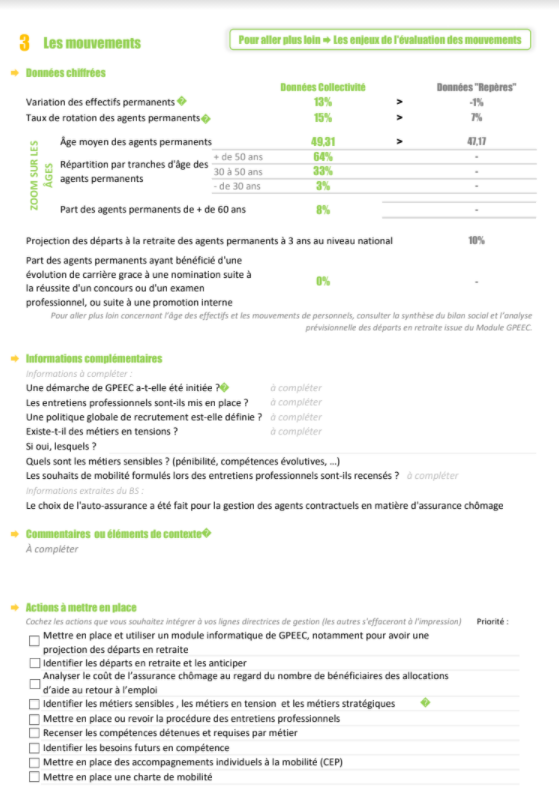 3 Les mouvements
Pour aller plus loin ➡ Les enjeux de l'évaluation des mouvements
Données chiffrées
Données Collectivité Données "Repères"
Variation des effectifs permanents 13% > -1%
Taux de rotation des agents permanents 15% > 7%
ZOOM SUR LES
ÂGES
Âge moyen des agents permanents 49,31 > 47,17
Répartition par tranches d'âge des
agents permanents
+ de 50 ans 64% -
30 à 50 ans 33% -
- de 30 ans 3% -
Part des agents permanents de + de 60 ans 8% -
Projection des départs à la retraite des agents permanents à 3 ans au niveau national 10%
Part des agents permanents ayant bénéficié d'une
évolution de carrière grace à une nomination suite à
la réussite d'un concours ou d'un examen
professionnel, ou suite à une promotion interne
0% -
Pour aller plus loin concernant l'âge des effectifs et les mouvements de personnels, consulter la synthèse du bilan social et l'analyse
prévisionnelle des départs en retraite issue du Module GPEEC.
Informations complémentaires
Informations à compléter :
Une démarche de GPEEC a-t-elle été initiée ? à compléter
Les entretiens professionnels sont-ils mis en place ? à compléter
Une politique globale de recrutement est-elle définie ? à compléter
Existe-t-il des métiers en tensions ? à compléter
Si oui, lesquels ?
Quels sont les métiers sensibles ? (pénibilité, compétences évolutives, …)
Les souhaits de mobilité formulés lors des entretiens professionnels sont-ils recensés ? à compléter
Informations extraites du BS :
Le choix de l'auto-assurance a été fait pour la gestion des agents contractuels en matière d'assurance chômage
Commentaires ou éléments de contexte
À compléter
Actions à mettre en place
Cochez les actions que vous souhaitez intégrer à vos lignes directrices de gestion (les autres s'effaceront à l'impression) Priorité :
Mettre en place et utiliser un module informatique de GPEEC, notamment pour avoir une
projection des départs en retraite
Identifier les départs en retraite et les anticiper
Analyser le coût de l'assurance chômage au regard du nombre de bénéficiaires des allocations
d'aide au retour à l'emploi
Identifier les métiers sensibles , les métiers en tension et les métiers stratégiques
Mettre en place ou revoir la procédure des entretiens professionnels
Recenser les compétences détenues et requises par métier
Identifier les besoins futurs en compétence
Mettre en place des accompagnements individuels à la mobilité (CEP)
Mettre en place une charte de mobilité